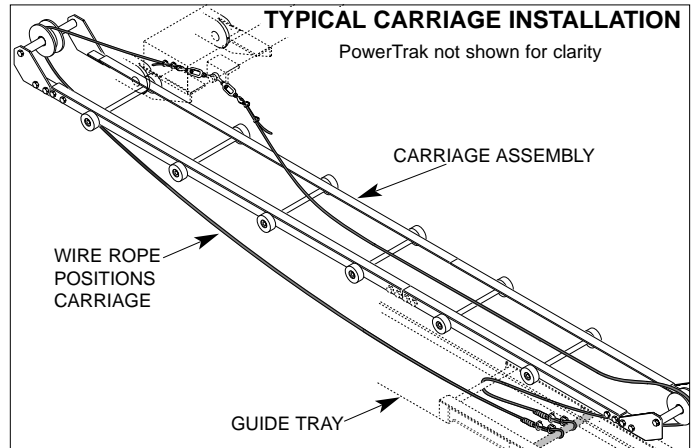 TYPICAL CARRIAGE INSTALLATION
PowerTrak not shown for clarity
CARRIAGE ASSEMBLY
WIRE ROPE
POSITIONS
CARRIAGE
GUIDE TRAY